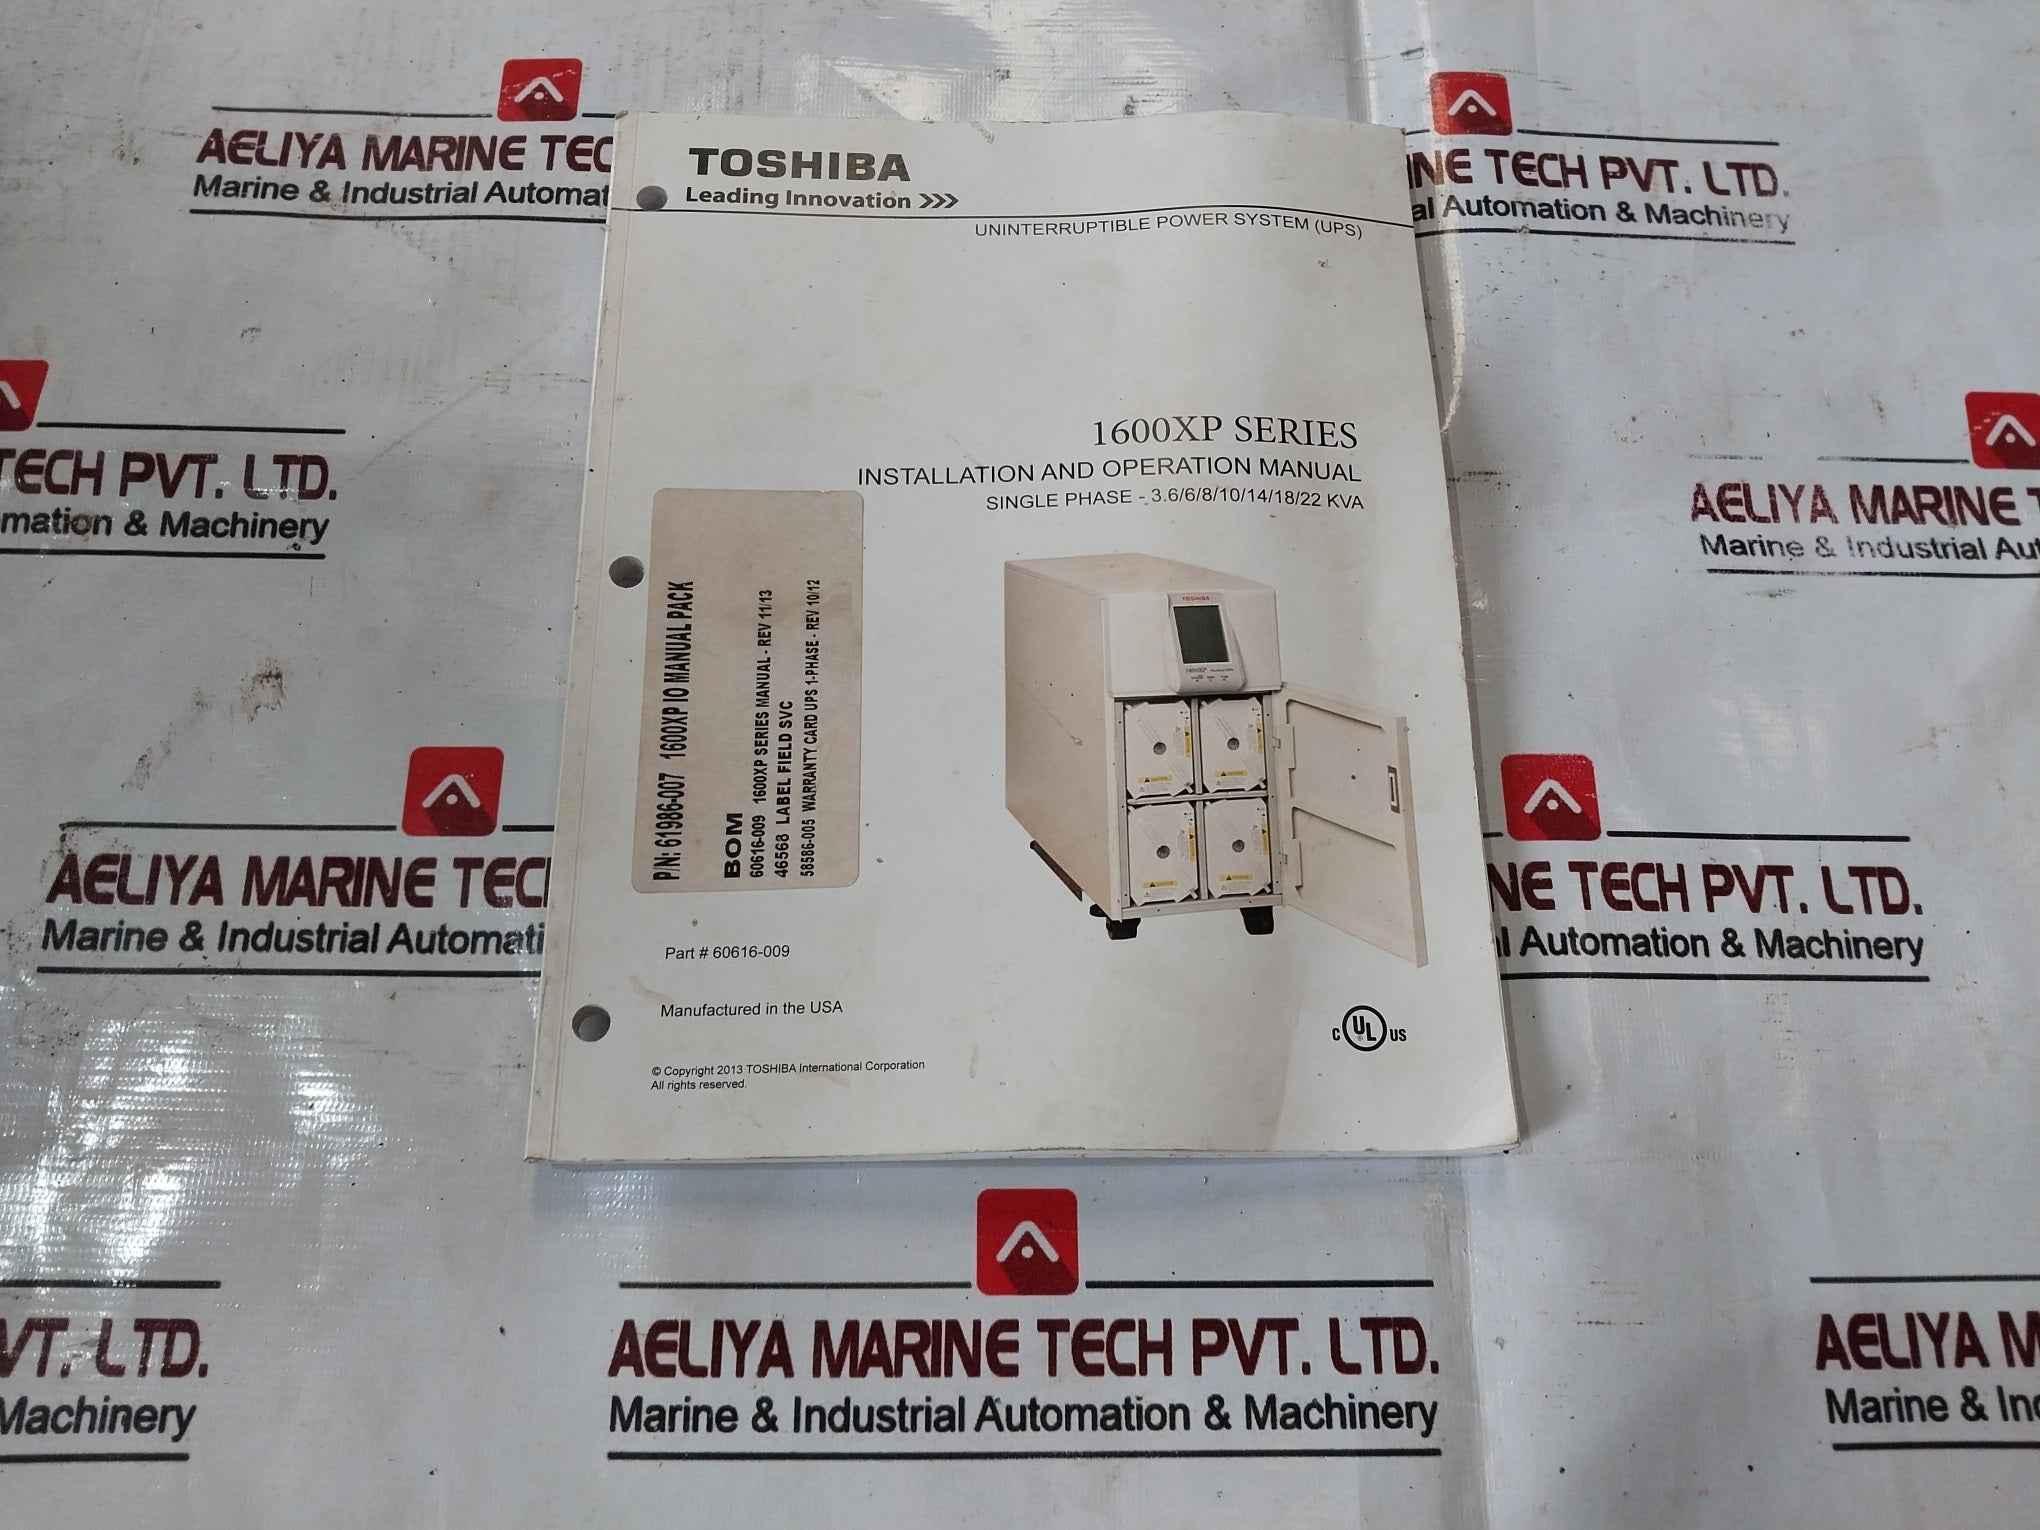 AELIYA MARINE TEC
Marine & Industrial Automat
NE TECH PVT. LTD.
al Automation & Machinery
TOSHIBA
Leading Innovation >>>
UNINTERRUPTIBLE POWER SYSTEM (UPS)
1600XP SERIES
INSTALLATION AND OPERATION MANUAL
SINGLE PHASE - 3.6/6/8/10/14/18/22 KVA
TOSHIBA
P/N: 61986-007 1600XP IO MANUAL PACK
BOM
60616-009 1600XP SERIES MANUAL - REV 11/13
46568 LABEL FIELD SVC
58586-005 WARRANTY CARD UPS 1-PHASE - REV 10/12
Part # 60616-009
Manufactured in the USA
© Copyright 2013 TOSHIBA International Corporation
All rights reserved.
C UL US
TECH PVT. LTD.
mation & Machinery
AELIYA MARINE T
Marine & Industrial Aut
AELIYA MARINE TEC
Marine & Industrial Automati
NE TECH PVT. LTD.
l Automation & Machinery
VT. LTD.
Machinery
AELIYA MARINE TECH PVT. LTD.
Marine & Industrial Automation & Machinery
AELIYA M
Marine & Ind